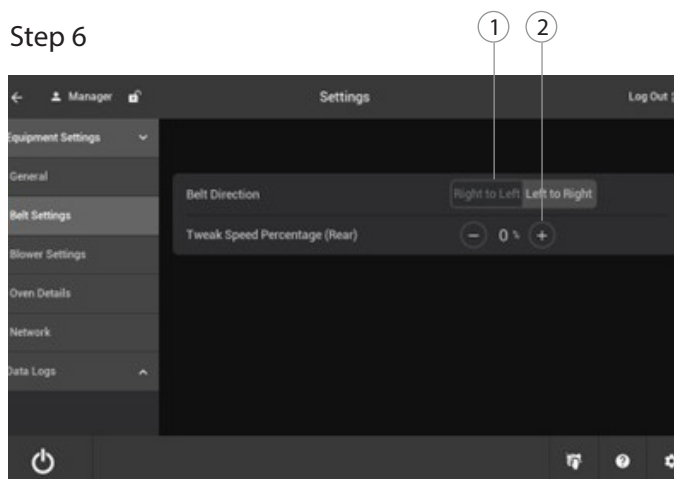 Step 6
1 2
Manager Settings Log Out
Equipment Settings
General
Belt Settings
Blower Settings
Oven Details
Network
Data Logs
Belt Direction Right to Left Left to Right
Tweak Speed Percentage (Rear) − 0 % +